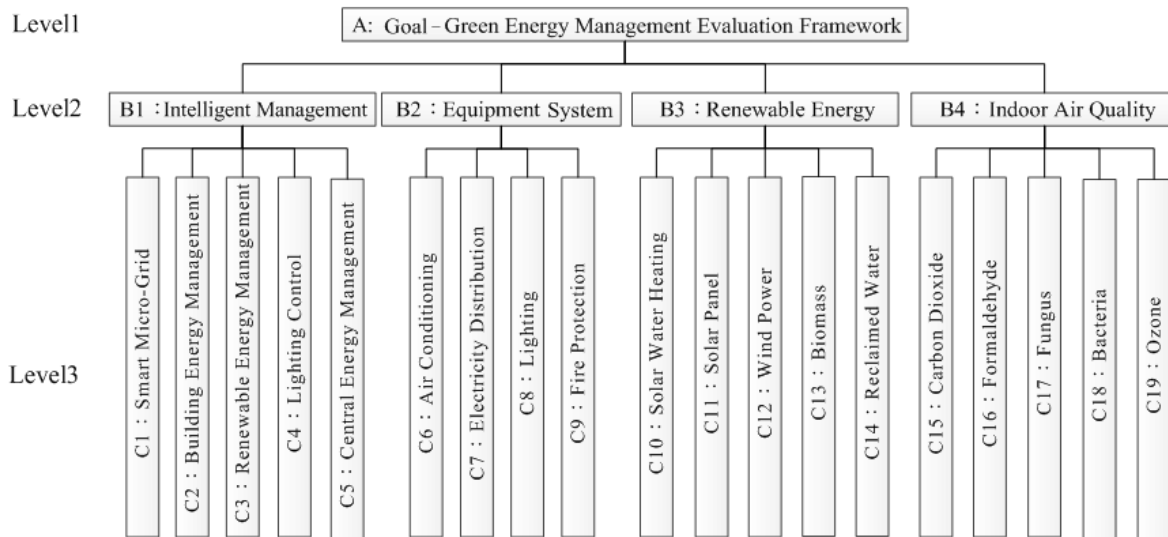 Level1
A: Goal-Green Energy Management Evaluation Framework
Level2
B1：Intelligent Management
B2：Equipment System
B3：Renewable Energy
B4：Indoor Air Quality
Level3
C1：Smart Micro-Grid
C2：Building Energy Management
C3：Renewable Energy Management
C4：Lighting Control
C5：Central Energy Management
C6：Air Conditioning
C7：Electricity Distribution
C8：Lighting
C9：Fire Protection
C10：Solar Water Heating
C11：Solar Panel
C12：Wind Power
C13：Biomass
C14：Reclaimed Water
C15：Carbon Dioxide
C16：Formaldehyde
C17：Fungus
C18：Bacteria
C19：Ozone